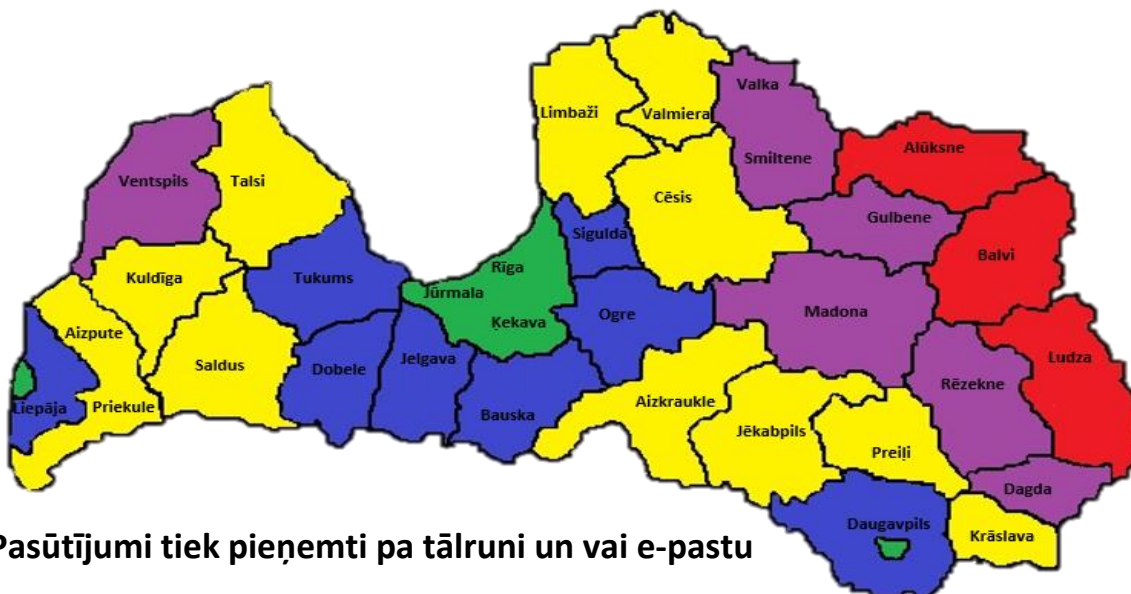 Valka
Limbaži
Valmiera
Alūksne
Smiltene
Ventspils
Talsi
Cēsis
Gulbene
Sigulda
Balvi
Rīga
Kuldīga
Tukums
Jūrmala
Madona
Ķekava
Ogre
Aizpute
Ludza
Saldus
Dobele
Jelgava
Rēzekne
Liepāja
Priekule
Bauska
Aizkraukle
Jēkabpils
Preiļi
Dagda
Daugavpils
Krāslava
Pasūtījumi tiek pieņemti pa tālruni un vai e-pastu